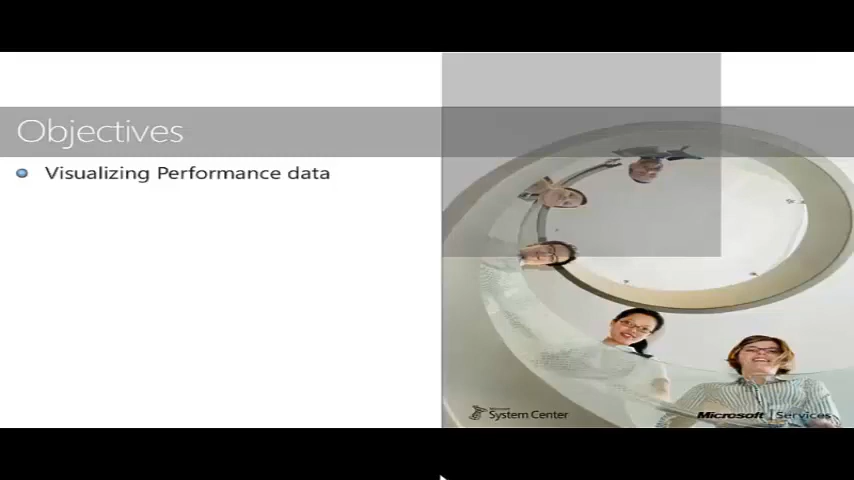 Objectives
Visualizing Performance data
System Center
Microsoft | Services